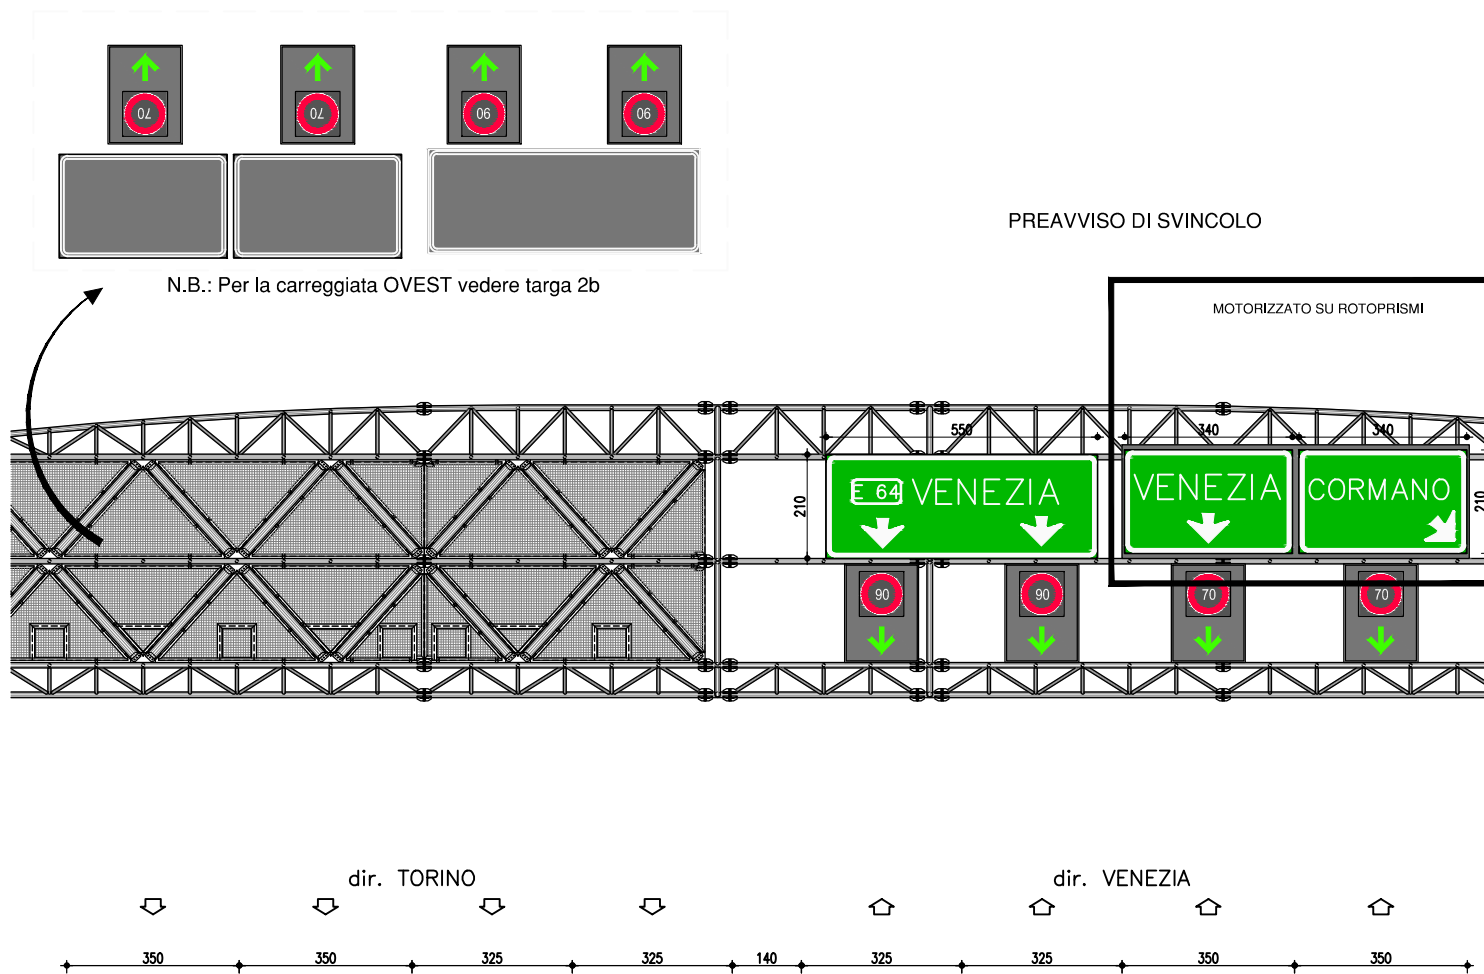 70 70 90 90
N.B.: Per la carreggiata OVEST vedere targa 2b
PREAVVISO DI SVINCOLO
MOTORIZZATO SU ROTOPRISMI
550 340 340
210 E 64 VENEZIA VENEZIA CORMANO 210
90 90 70 70
dir. TORINO dir. VENEZIA
350 350 325 325 140 325 325 350 350